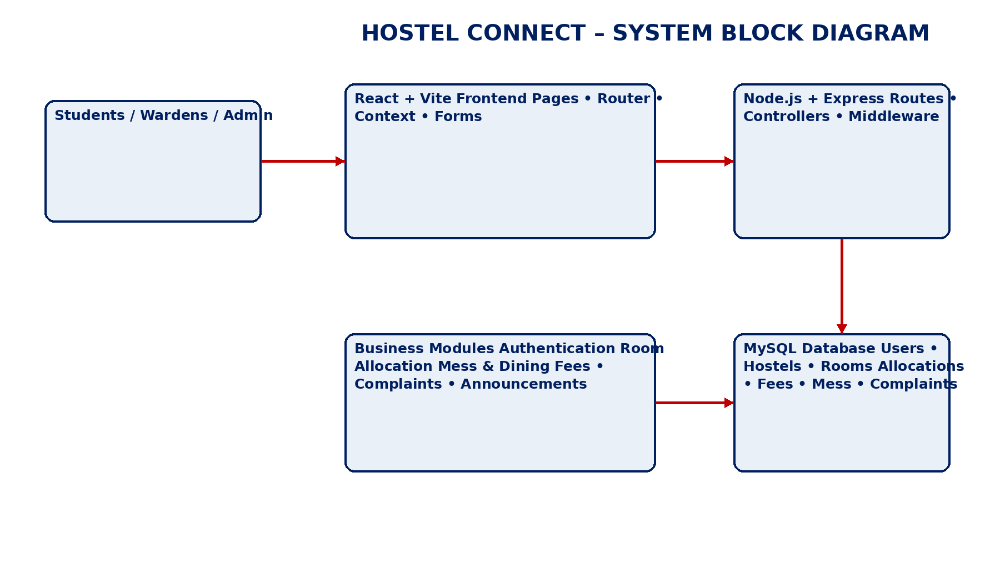 HOSTEL CONNECT – SYSTEM BLOCK DIAGRAM
Students / Wardens / Admin
React + Vite Frontend Pages • Router •
Context • Forms
Node.js + Express Routes •
Controllers • Middleware
Business Modules Authentication Room
Allocation Mess & Dining Fees •
Complaints • Announcements
MySQL Database Users •
Hostels • Rooms Allocations
• Fees • Mess • Complaints